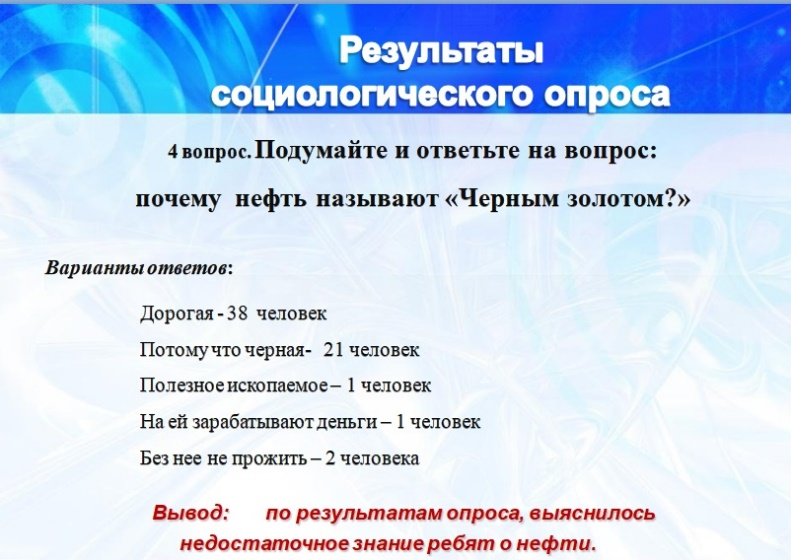 Результаты
социологического опроса
4 вопрос. Подумайте и ответьте на вопрос:
почему нефть называют «Черным золотом?»
Варианты ответов:
Дорогая - 38 человек
Потому что черная- 21 человек
Полезное ископаемое – 1 человек
На ей зарабатывают деньги – 1 человек
Без нее не прожить – 2 человека
Вывод: по результатам опроса, выяснилось
недостаточное знание ребят о нефти.